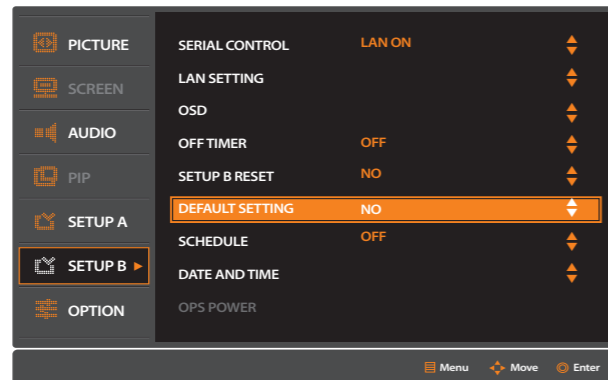 PICTURE
SCREEN
AUDIO
PIP
SETUP A
SETUP B
OPTION
SERIAL CONTROL LAN ON
LAN SETTING
OSD
OFF TIMER OFF
SETUP B RESET NO
DEFAULT SETTING NO
SCHEDULE OFF
DATE AND TIME
OPS POWER
Menu Move Enter